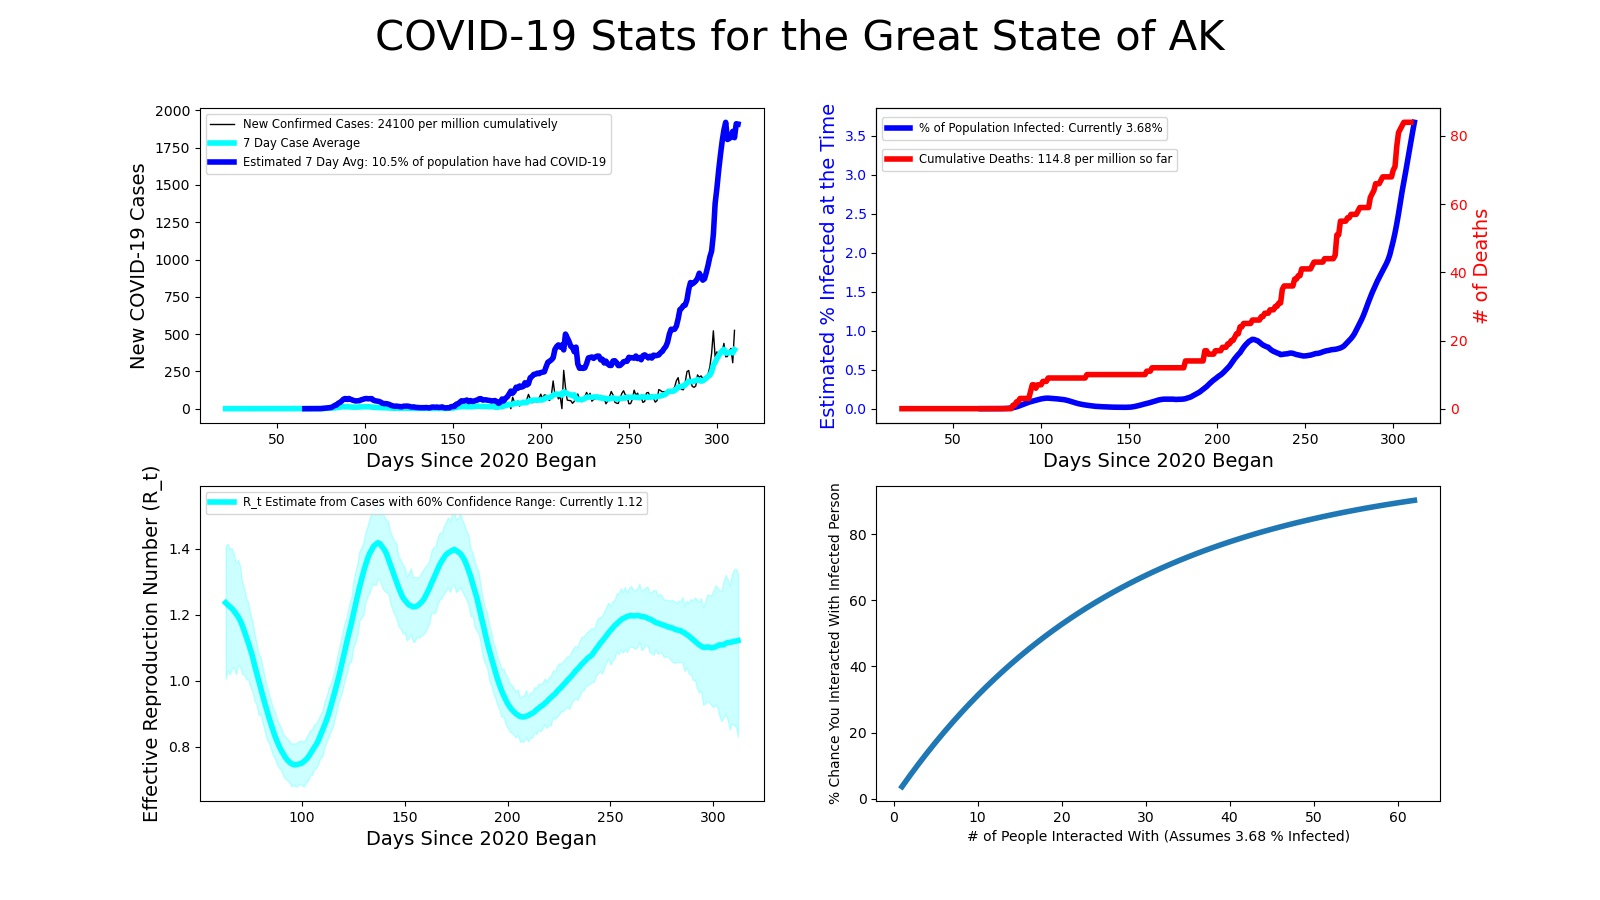 COVID-19 Stats for the Great State of AK
New COVID-19 Cases
2000
1750
1500
1250
1000
750
500
250
0
New Confirmed Cases: 24100 per million cumulatively
7 Day Case Average
Estimated 7 Day Avg: 10.5% of population have had COVID-19
50 100 150 200 250 300
Days Since 2020 Began
Estimated % Infected at the Time
3.5
3.0
2.5
2.0
1.5
1.0
0.5
0.0
% of Population Infected: Currently 3.68%
Cumulative Deaths: 114.8 per million so far
80
60
40
20
0
# of Deaths
50 100 150 200 250 300
Days Since 2020 Began
Effective Reproduction Number (R_t)
1.4
1.2
1.0
0.8
R_t Estimate from Cases with 60% Confidence Range: Currently 1.12
100 150 200 250 300
Days Since 2020 Began
% Chance You Interacted With Infected Person
80
60
40
20
0
0 10 20 30 40 50 60
# of People Interacted With (Assumes 3.68 % Infected)